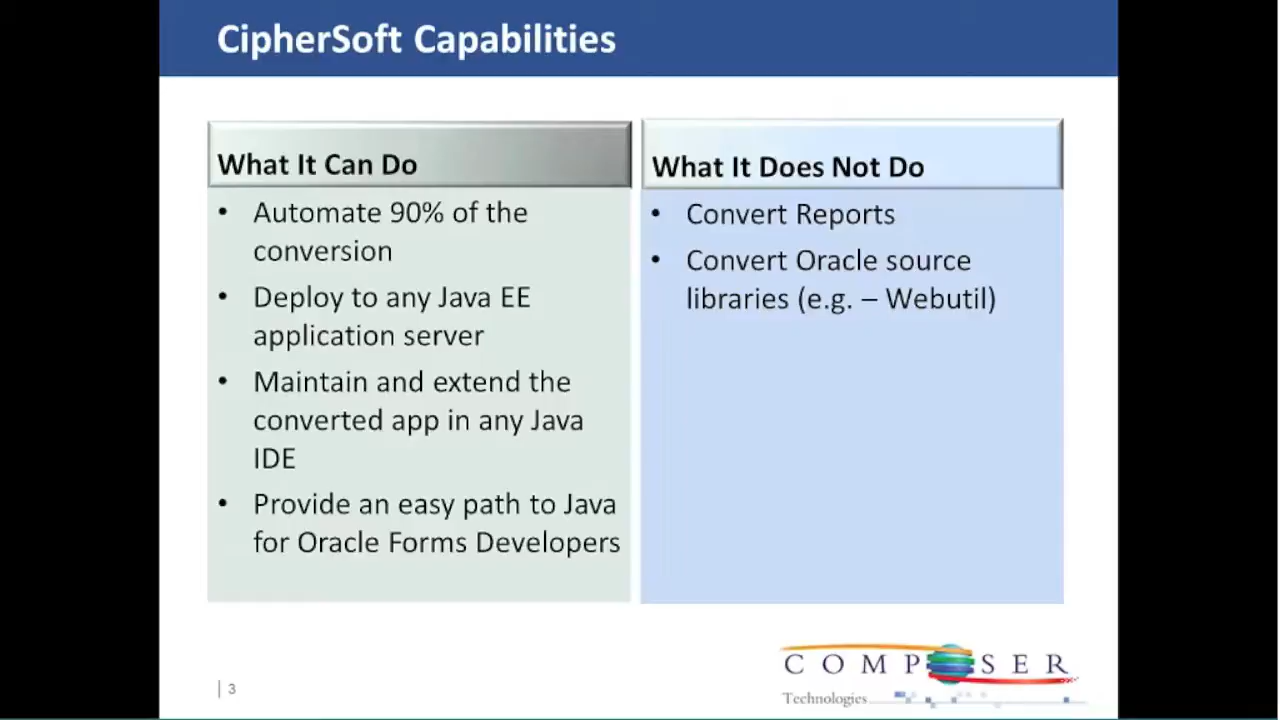 CipherSoft Capabilities
What It Can Do
• Automate 90% of the
conversion
• Deploy to any Java EE
application server
• Maintain and extend the
converted app in any Java
IDE
• Provide an easy path to Java
for Oracle Forms Developers
What It Does Not Do
• Convert Reports
• Convert Oracle source
libraries (e.g. – Webutil)
3
COMPOSER
Technologies